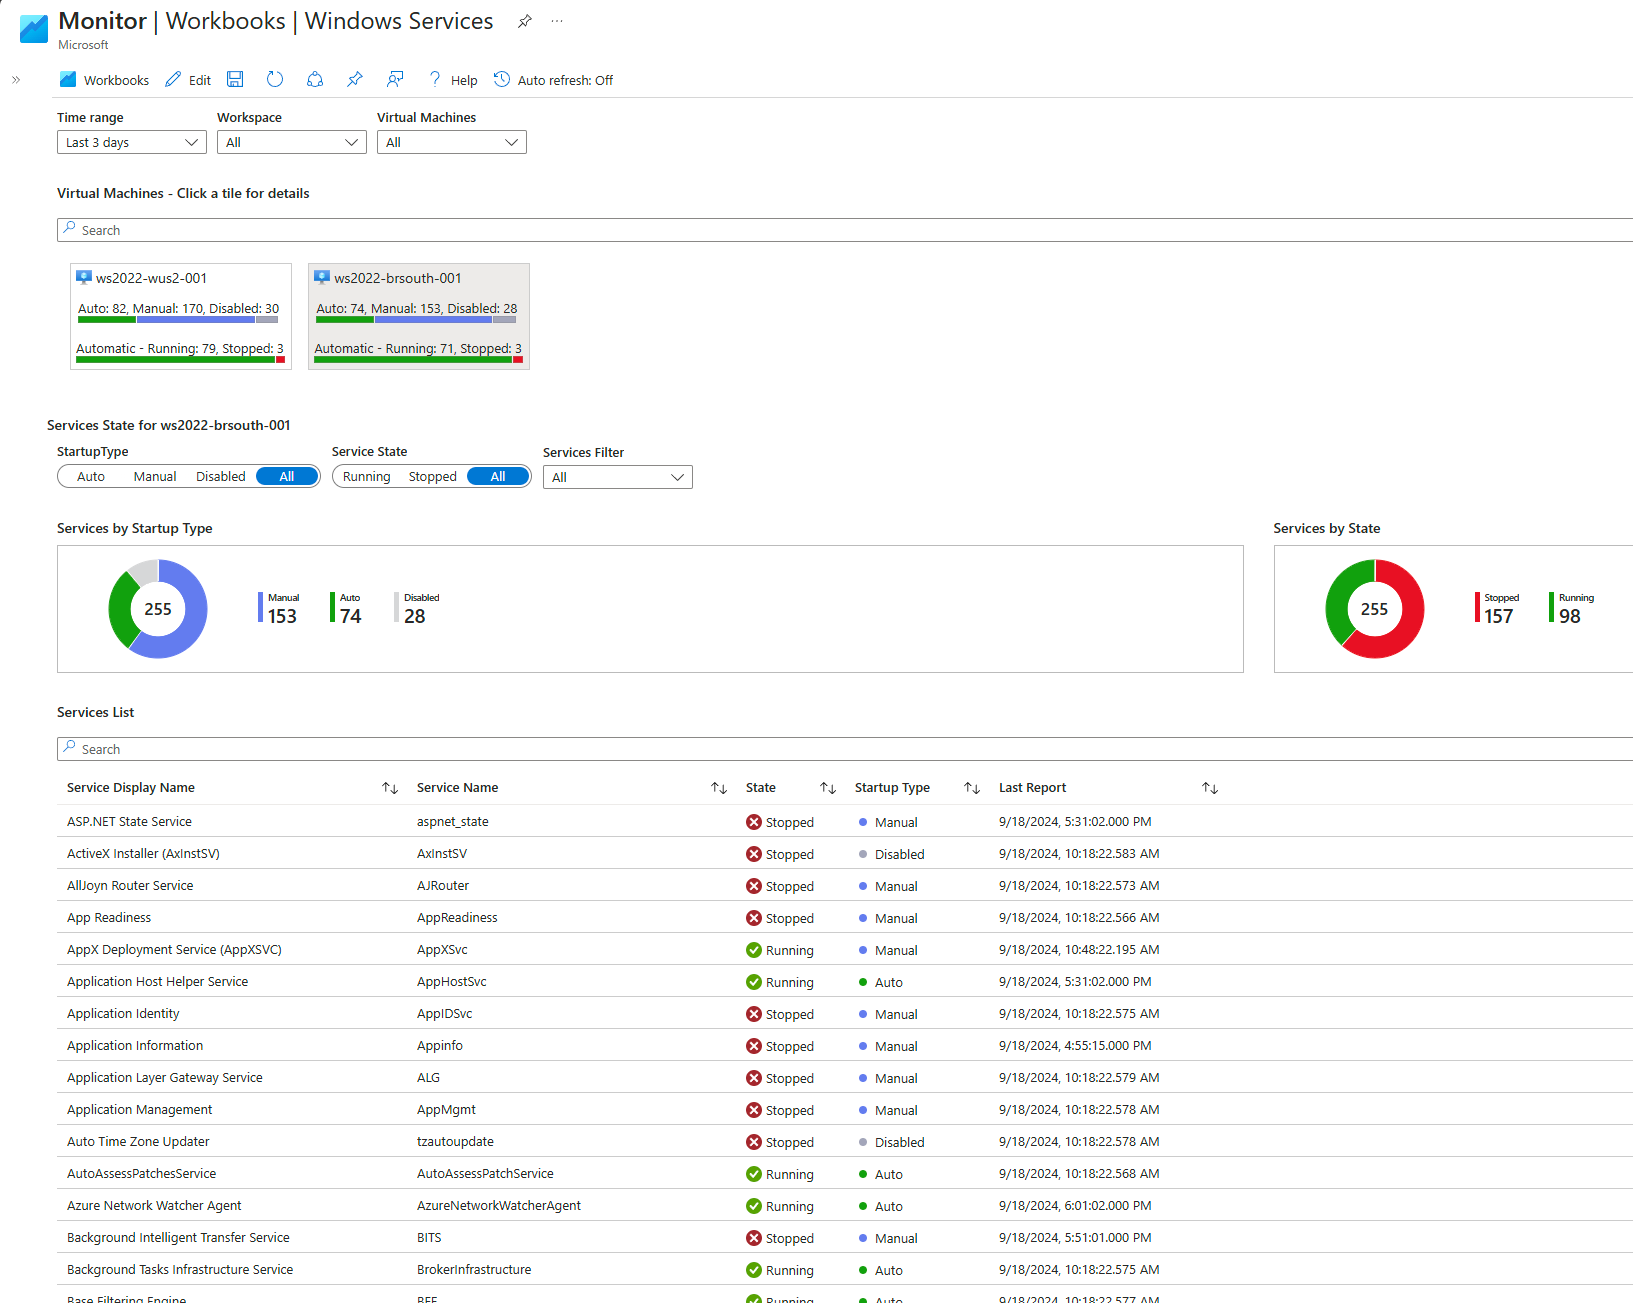 Monitor | Workbooks | Windows Services ···
Microsoft
Workbooks Edit Help Auto refresh: Off
Time range Workspace Virtual Machines
Last 3 days All All
Virtual Machines - Click a tile for details
Search
ws2022-wus2-001 ws2022-brsouth-001
Auto: 82, Manual: 170, Disabled: 30 Auto: 74, Manual: 153, Disabled: 28
Automatic - Running: 79, Stopped: 3 Automatic - Running: 71, Stopped: 3
Services State for ws2022-brsouth-001
StartupType Service State Services Filter
Auto Manual Disabled All Running Stopped All All
Services by Startup Type Services by State
Manual Auto Disabled Stopped Running
255 153 74 28 255 157 98
Services List
Search
Service Display Name Service Name State Startup Type Last Report
ASP.NET State Service aspnet_state Stopped Manual 9/18/2024, 5:31:02.000 PM
ActiveX Installer (AxInstSV) AxInstSV Stopped Disabled 9/18/2024, 10:18:22.583 AM
AllJoyn Router Service AJRouter Stopped Manual 9/18/2024, 10:18:22.573 AM
App Readiness AppReadiness Stopped Manual 9/18/2024, 10:18:22.566 AM
AppX Deployment Service (AppXSVC) AppXSvc Running Manual 9/18/2024, 10:48:22.195 AM
Application Host Helper Service AppHostSvc Running Auto 9/18/2024, 5:31:02.000 PM
Application Identity AppIDSvc Stopped Manual 9/18/2024, 10:18:22.575 AM
Application Information Appinfo Stopped Manual 9/18/2024, 4:55:15.000 PM
Application Layer Gateway Service ALG Stopped Manual 9/18/2024, 10:18:22.579 AM
Application Management AppMgmt Stopped Manual 9/18/2024, 10:18:22.578 AM
Auto Time Zone Updater tzautoupdate Stopped Disabled 9/18/2024, 10:18:22.578 AM
AutoAssessPatchesService AutoAssessPatchService Running Auto 9/18/2024, 10:18:22.568 AM
Azure Network Watcher Agent AzureNetworkWatcherAgent Running Auto 9/18/2024, 6:01:02.000 PM
Background Intelligent Transfer Service BITS Stopped Manual 9/18/2024, 5:51:01.000 PM
Background Tasks Infrastructure Service BrokerInfrastructure Running Auto 9/18/2024, 10:18:22.575 AM
Base Filtering Engine BFE Running Auto 9/18/2024, 10:18:22.577 AM